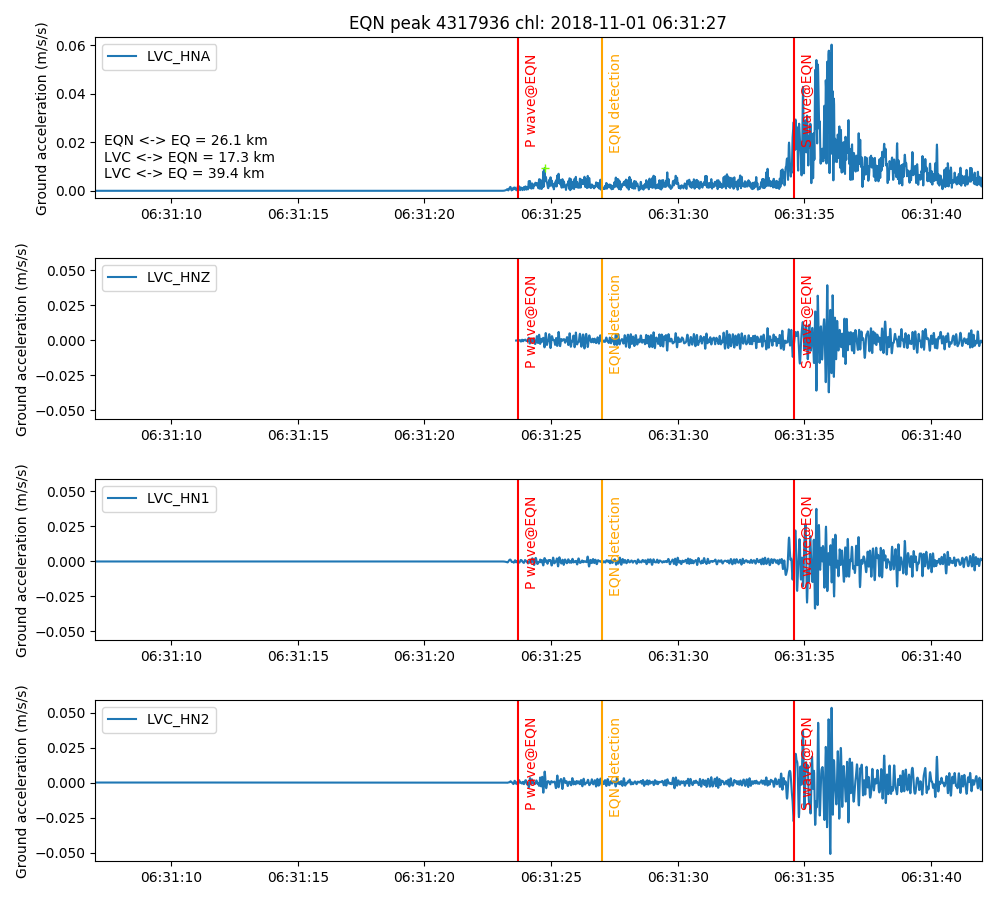 EQN peak 4317936 chl: 2018-11-01 06:31:27
Ground acceleration (m/s/s)
0.06
0.04
0.02
0.00
LVC_HNA
EQN <-> EQ = 26.1 km
LVC <-> EQN = 17.3 km
LVC <-> EQ = 39.4 km
P wave@EQN
EQN detection
S wave@EQN
06:31:10 06:31:15 06:31:20 06:31:25 06:31:30 06:31:35 06:31:40
Ground acceleration (m/s/s)
0.050
0.025
0.000
−0.025
−0.050
LVC_HNZ
P wave@EQN
EQN detection
S wave@EQN
06:31:10 06:31:15 06:31:20 06:31:25 06:31:30 06:31:35 06:31:40
Ground acceleration (m/s/s)
0.050
0.025
0.000
−0.025
−0.050
LVC_HN1
P wave@EQN
EQN detection
S wave@EQN
06:31:10 06:31:15 06:31:20 06:31:25 06:31:30 06:31:35 06:31:40
Ground acceleration (m/s/s)
0.050
0.025
0.000
−0.025
−0.050
LVC_HN2
P wave@EQN
EQN detection
S wave@EQN
06:31:10 06:31:15 06:31:20 06:31:25 06:31:30 06:31:35 06:31:40